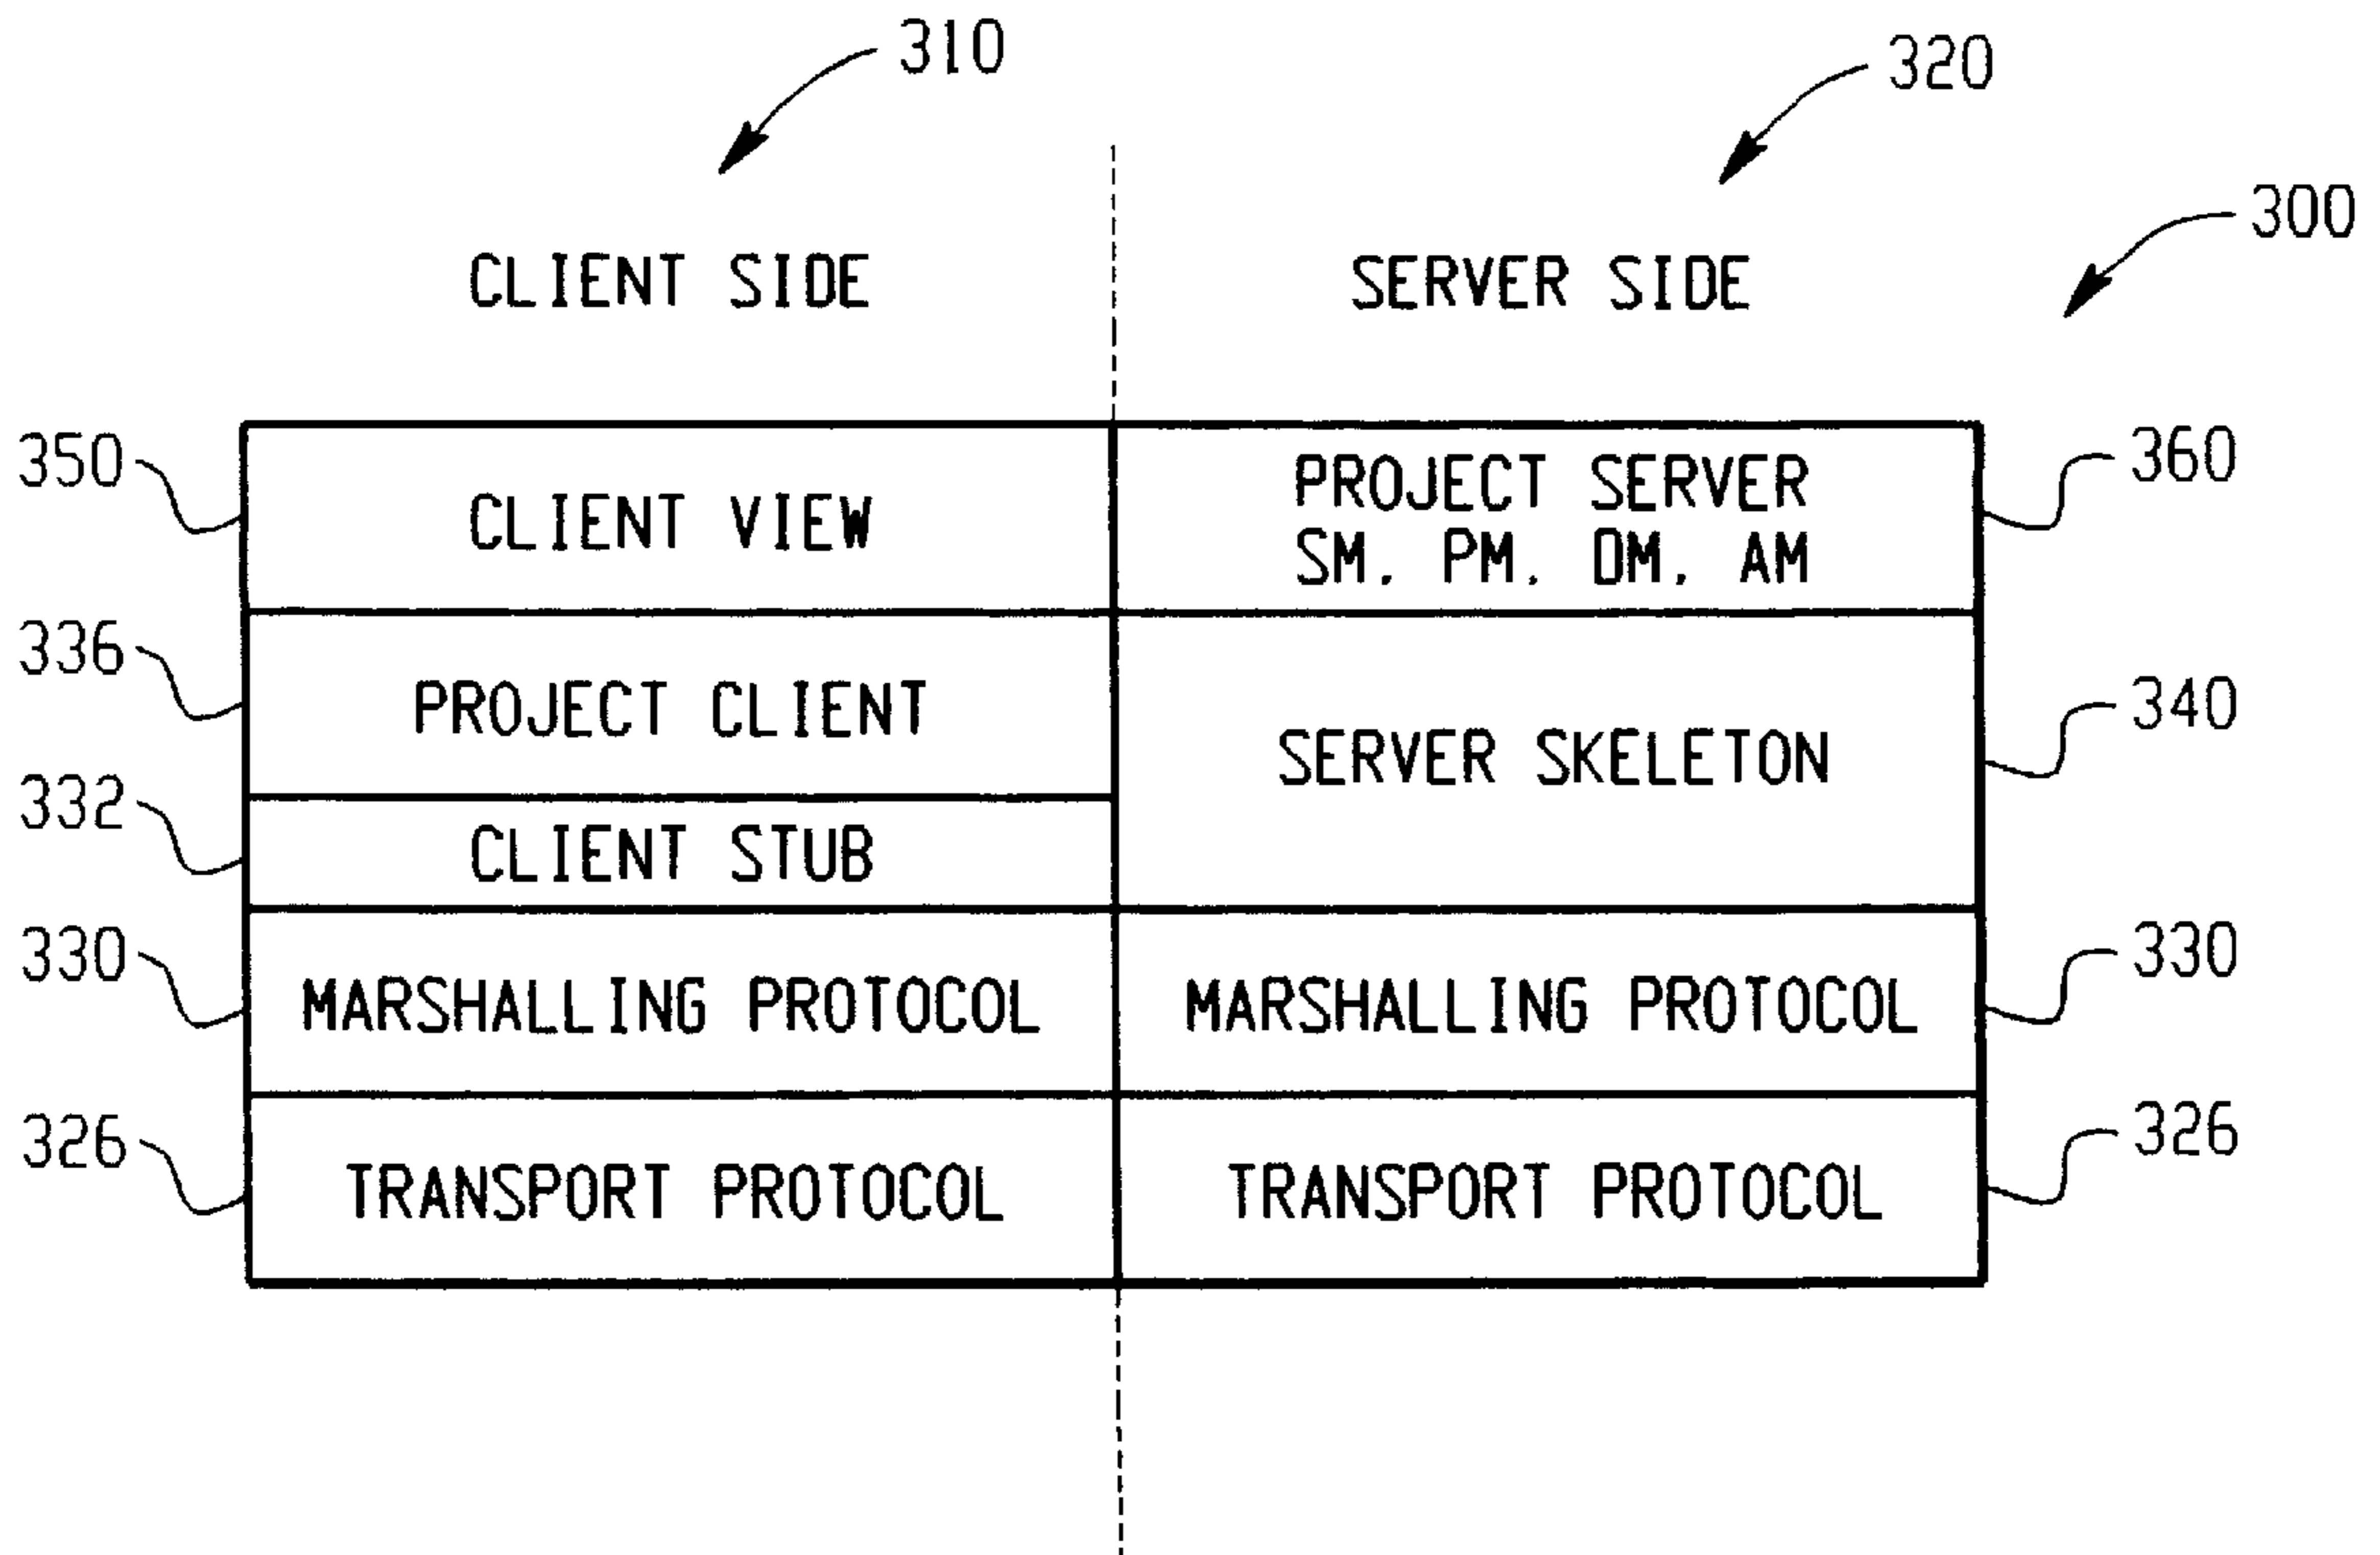 310
320
300
CLIENT SIDE
SERVER SIDE
350
CLIENT VIEW
PROJECT SERVER
SM, PM, DM, AM
360
336
PROJECT CLIENT
SERVER SKELETON
340
332
CLIENT STUB
330
MARSHALLING PROTOCOL
MARSHALLING PROTOCOL
330
326
TRANSPORT PROTOCOL
TRANSPORT PROTOCOL
326